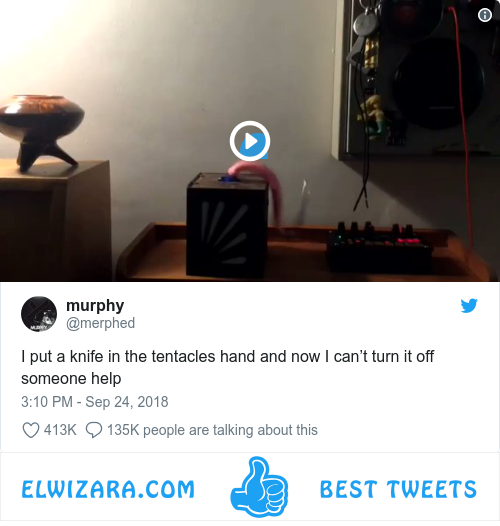 murphy
@merphed
I put a knife in the tentacles hand and now I can’t turn it off
someone help
3:10 PM - Sep 24, 2018
413K 135K people are talking about this
ELWIZARA.COM BEST TWEETS